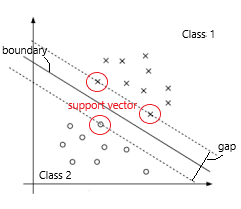 Class 1
boundary
support vector
gap
Class 2